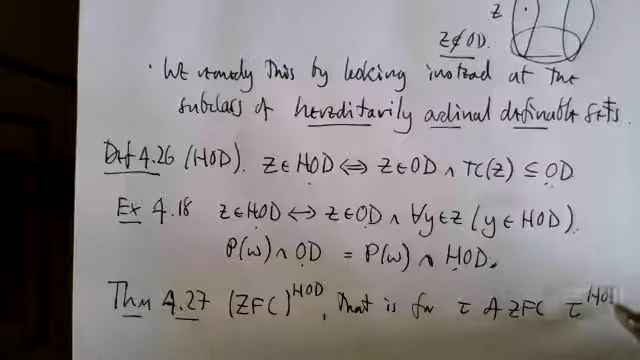 z
z ∉ OD.
· We remedy this by looking instead at the
subclass of hereditarily ordinal definable sets.
Def 4.26 (HOD). z ∈ HOD ⟺ z ∈ OD ∧ TC(z) ⊆ OD
Ex 4.18 z ∈ HOD ↔ z ∈ OD ∧ ∀y ∈ z (y ∈ HOD).
P(ω) ∩ OD = P(ω) ∩ HOD.
Thm 4.27 (ZFC)^HOD, that is for τ A ZFC τ^HOD